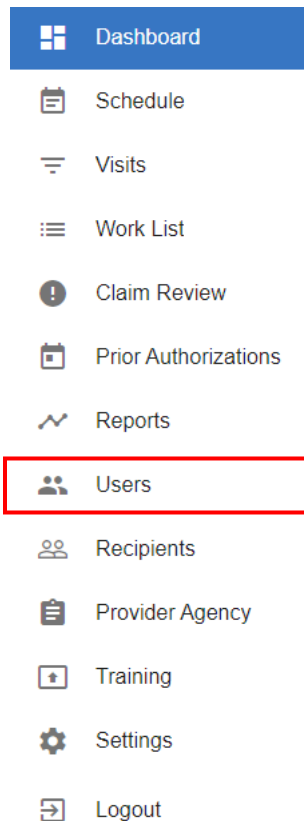 Dashboard
Schedule
Visits
Work List
Claim Review
Prior Authorizations
Reports
Users
Recipients
Provider Agency
Training
Settings
Logout